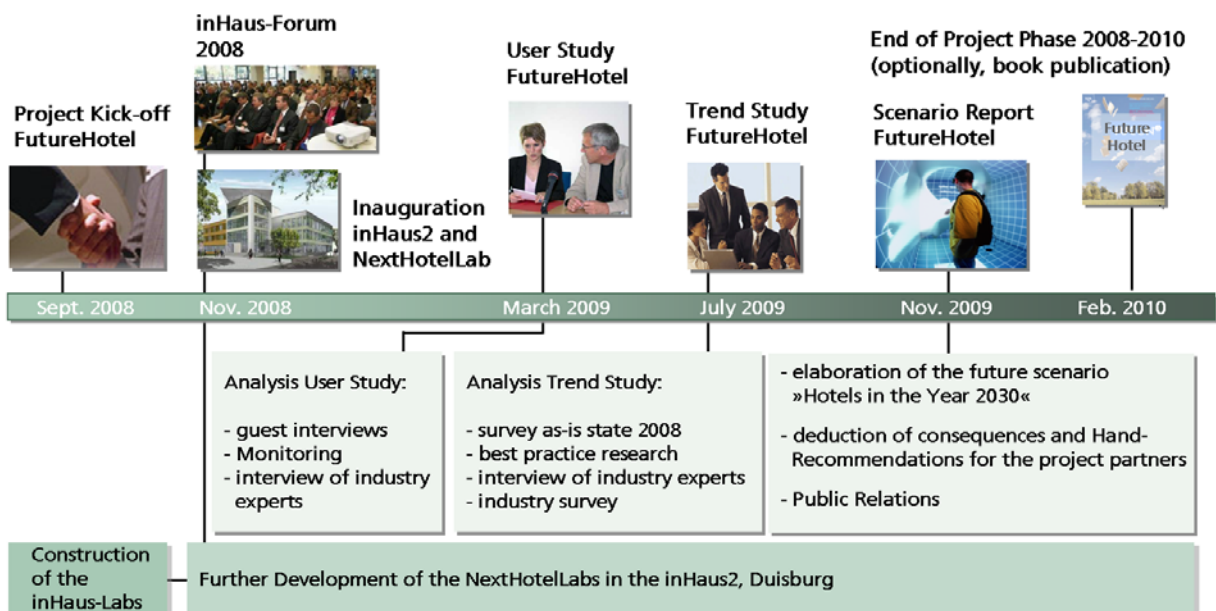 Project Kick-off
FutureHotel
inHaus-Forum
2008
Inauguration
inHaus2 and
NextHotelLab
User Study
FutureHotel
Trend Study
FutureHotel
End of Project Phase 2008-2010
(optionally, book publication)
Scenario Report
FutureHotel
Future
Hotel
Sept. 2008
Nov. 2008
March 2009
July 2009
Nov. 2009
Feb. 2010
Analysis User Study:
- guest interviews
- Monitoring
- interview of industry
experts
Analysis Trend Study:
- survey as-is state 2008
- best practice research
- interview of industry experts
- industry survey
- elaboration of the future scenario
»Hotels in the Year 2030«
- deduction of consequences and Hand-
Recommendations for the project partners
- Public Relations
Construction
of the
inHaus-Labs
Further Development of the NextHotelLabs in the inHaus2, Duisburg